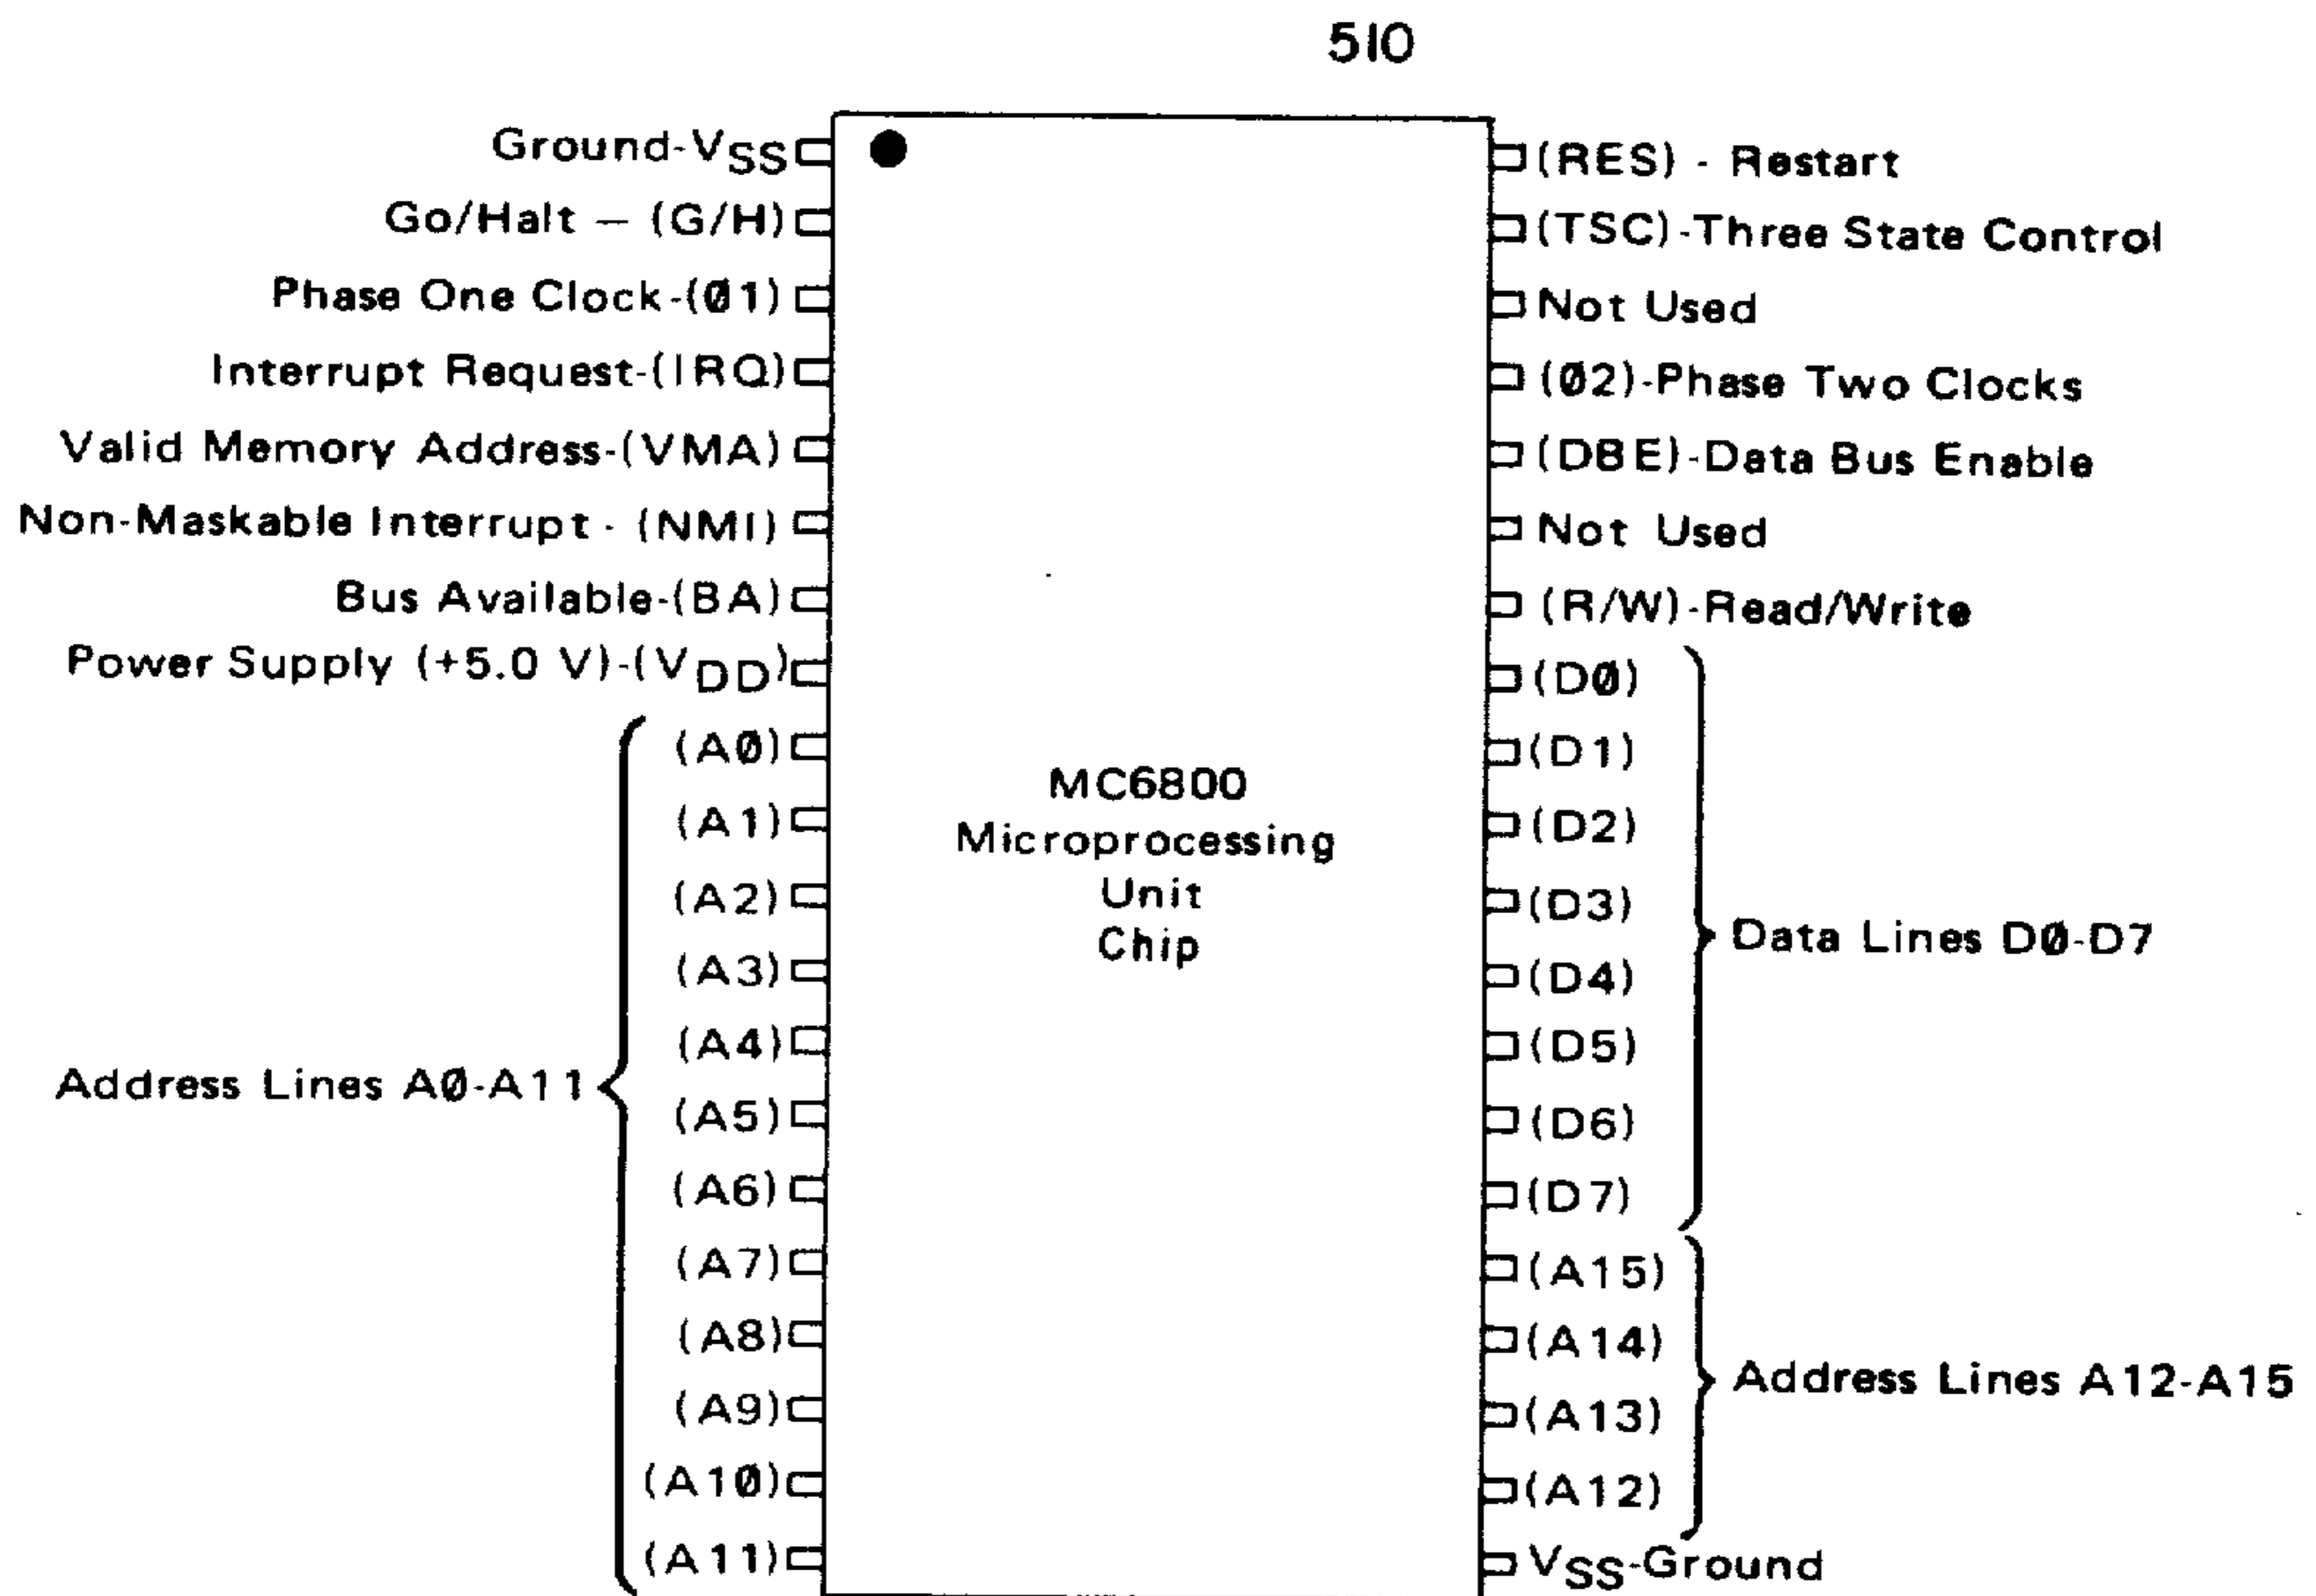 510
Ground-VSS
Go/Halt — (G/H)
Phase One Clock-(Ø1)
Interrupt Request-(IRQ)
Valid Memory Address-(VMA)
Non-Maskable Interrupt - (NMI)
Bus Available-(BA)
Power Supply (+5.0 V)-(VDD)
(AØ)
(A1)
(A2)
(A3)
(A4)
(A5)
(A6)
(A7)
(A8)
(A9)
(A1Ø)
(A11)
Address Lines AØ-A11
MC6800
Microprocessing
Unit
Chip
(RES) - Restart
(TSC)-Three State Control
Not Used
(Ø2)-Phase Two Clocks
(DBE)-Data Bus Enable
Not Used
(R/W)-Read/Write
(DØ)
(D1)
(D2)
(D3)
(D4)
(D5)
(D6)
(D7)
Data Lines DØ-D7
(A15)
(A14)
(A13)
(A12)
Address Lines A12-A15
VSS-Ground